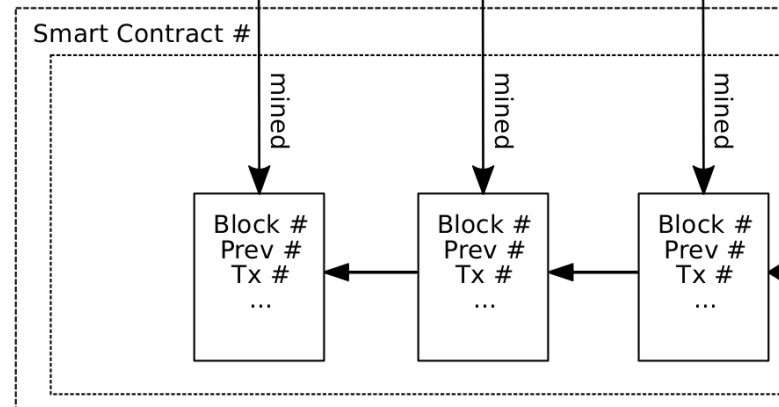 Smart Contract #
mined
mined
mined
Block #
Prev #
Tx #
...
Block #
Prev #
Tx #
...
Block #
Prev #
Tx #
...